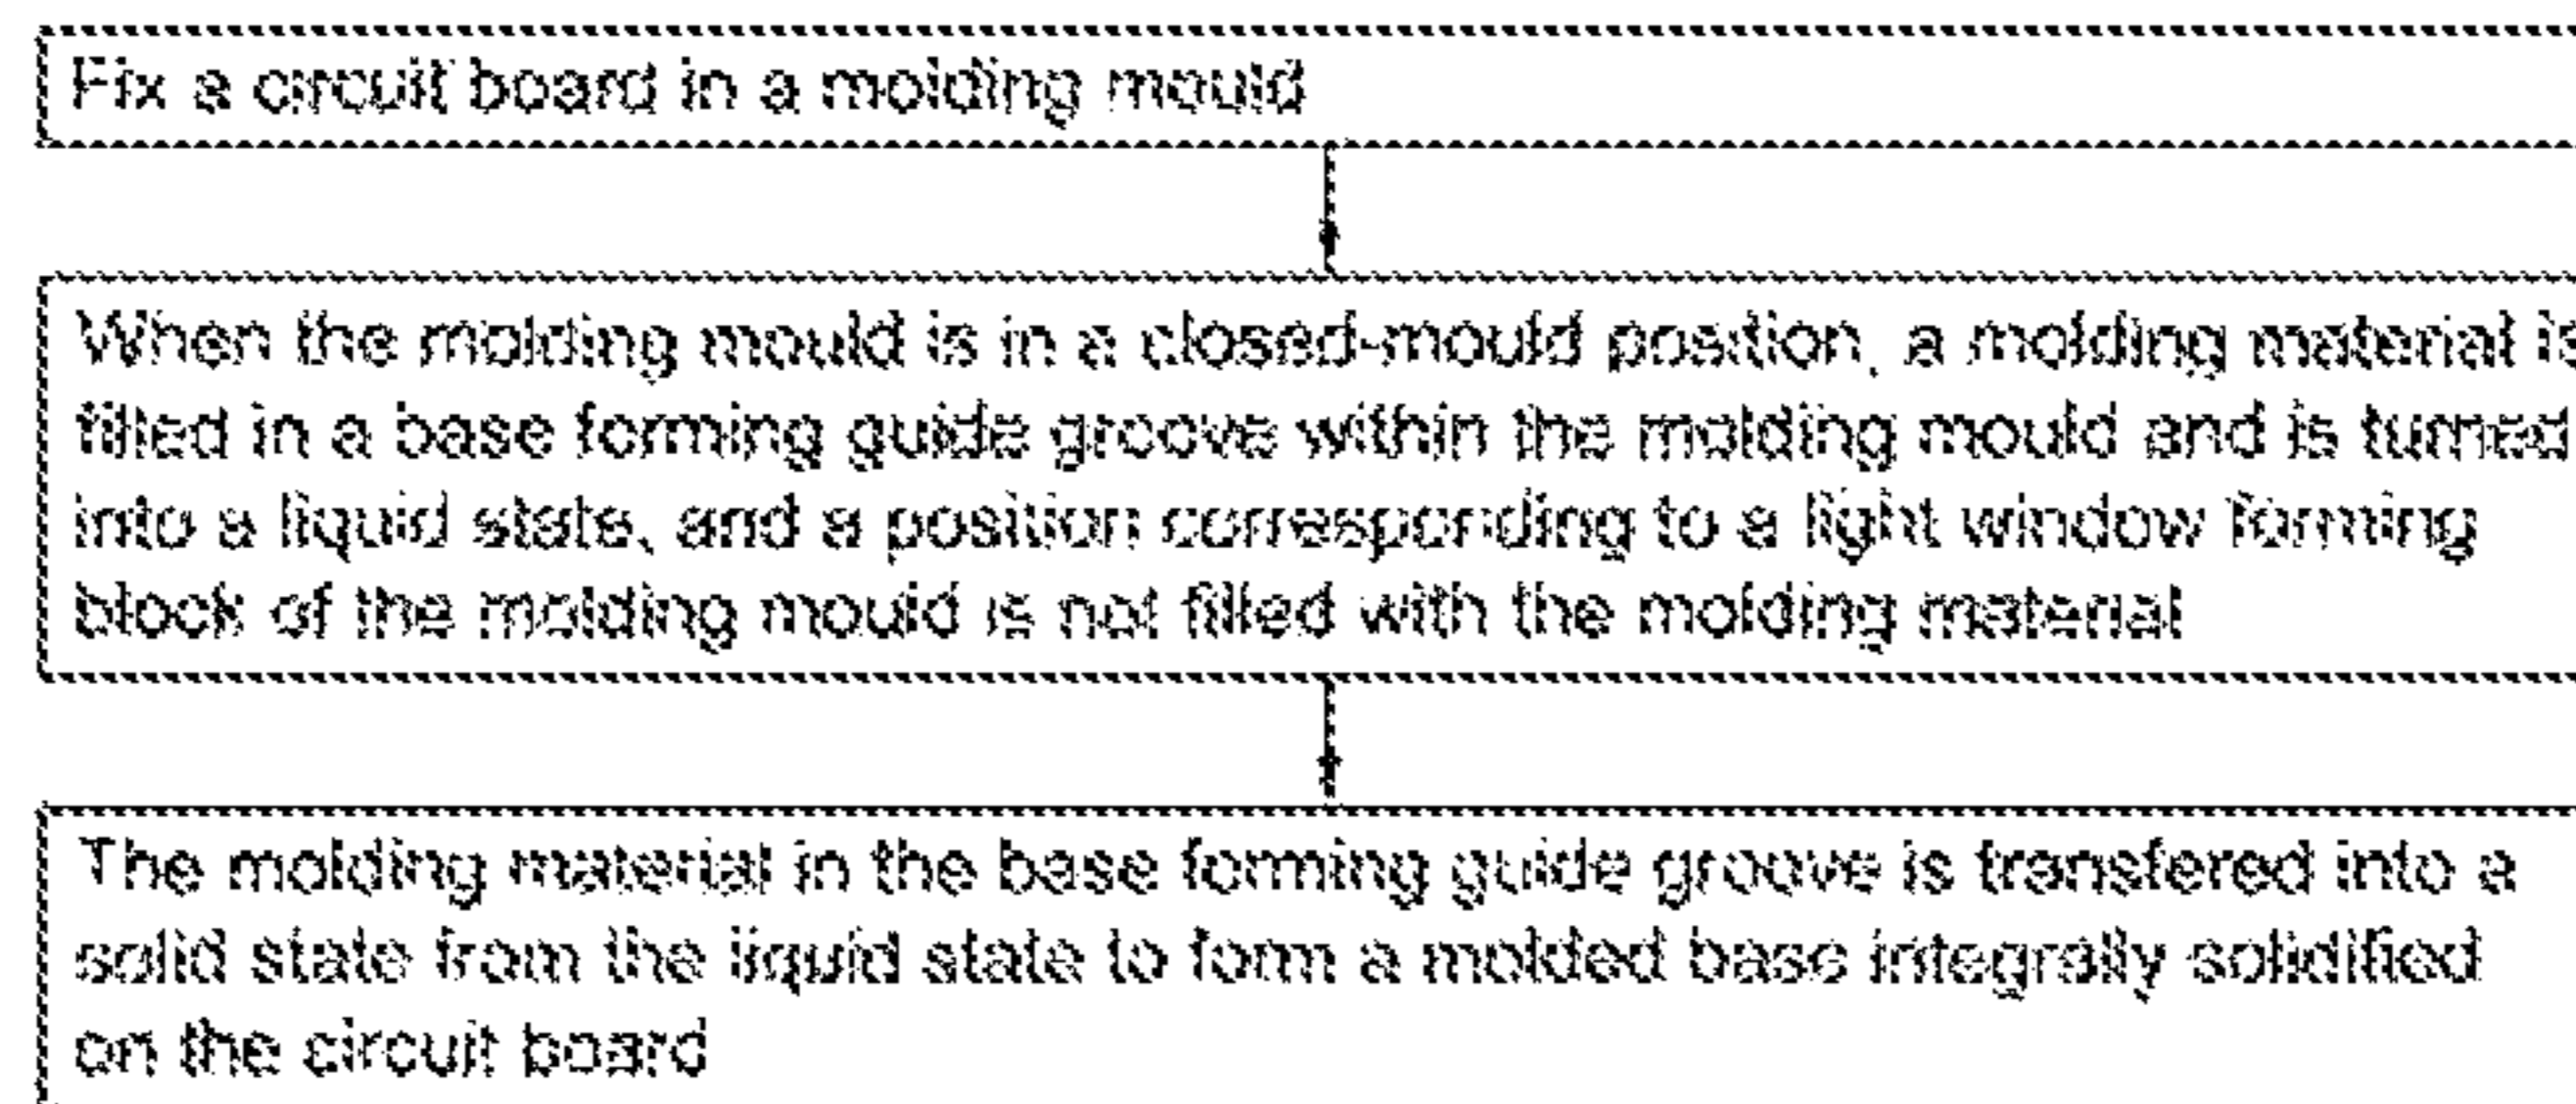 Fix a circuit board in a molding mould
When the molding mould is in a closed-mould position, a molding material is
filled in a base forming guide groove within the molding mould and is turned
into a liquid state, and a position corresponding to a light window forming
block of the molding mould is not filled with the molding material
The molding material in the base forming guide groove is transfered into a
solid state from the liquid state to form a molded base integrally solidified
on the circuit board